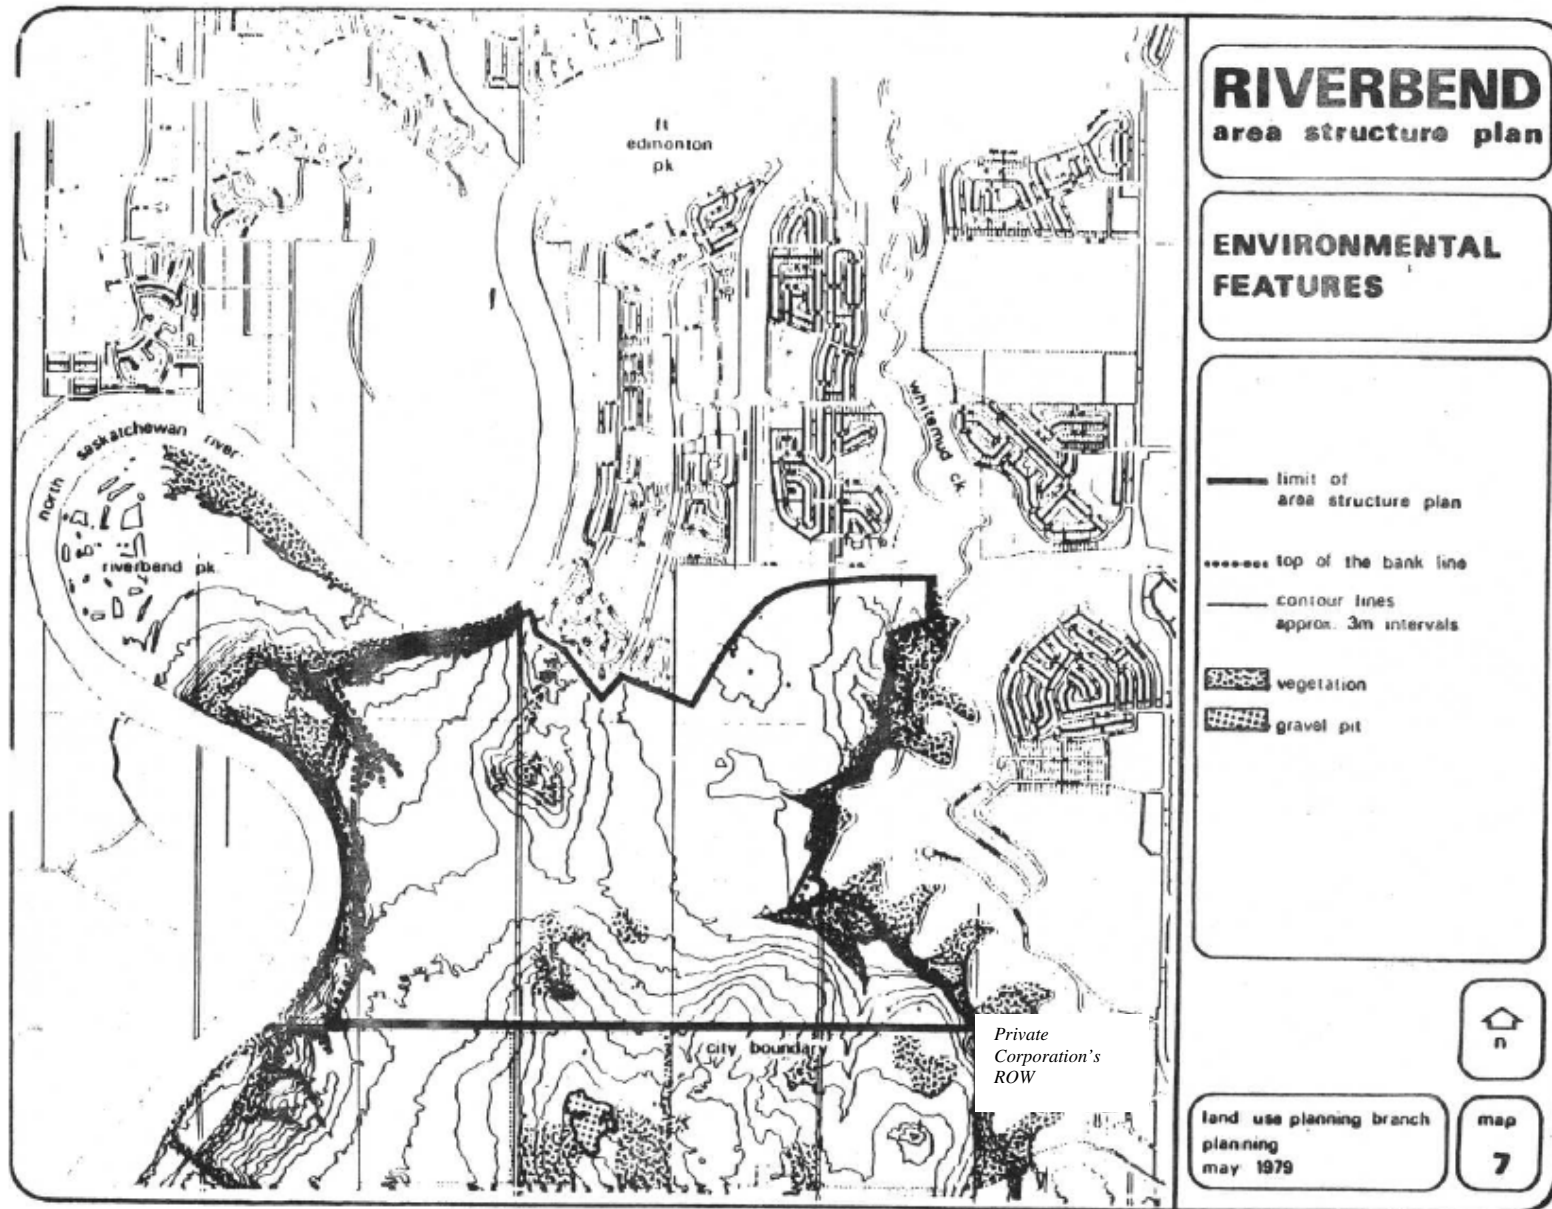 RIVERBEND
area structure plan
ENVIRONMENTAL
FEATURES
limit of
area structure plan
top of the bank line
contour lines
approx. 3m intervals
vegetation
gravel pit
n
land use planning branch
planning
may 1979
map
7
ft
edmonton
pk
whitemud ck.
north saskatchewan river
riverbend pk.
city boundary
Private
Corporation's
ROW